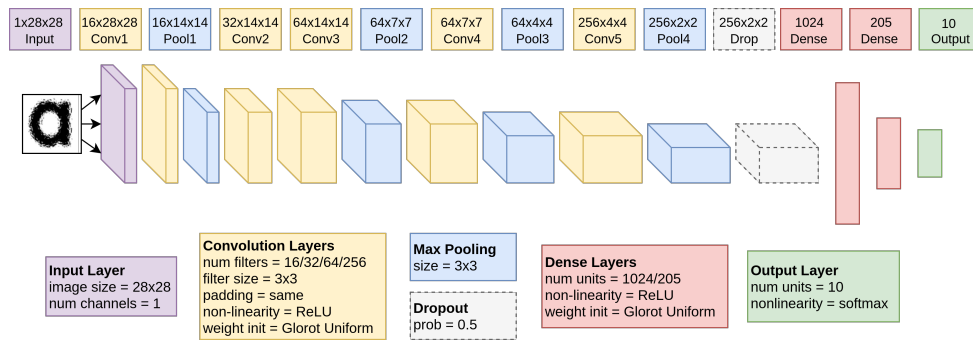 1x28x28 16x28x28 16x14x14 32x14x14 64x14x14 64x7x7 64x7x7 64x4x4 256x4x4 256x2x2 256x2x2 1024 205 10
Input Conv1 Pool1 Conv2 Conv3 Pool2 Conv4 Pool3 Conv5 Pool4 Drop Dense Dense Output
a
Input Layer
image size = 28x28
num channels = 1
Convolution Layers
num filters = 16/32/64/256
filter size = 3x3
padding = same
non-linearity = ReLU
weight init = Glorot Uniform
Max Pooling
size = 3x3
Dropout
prob = 0.5
Dense Layers
num units = 1024/205
non-linearity = ReLU
weight init = Glorot Uniform
Output Layer
num units = 10
nonlinearity = softmax